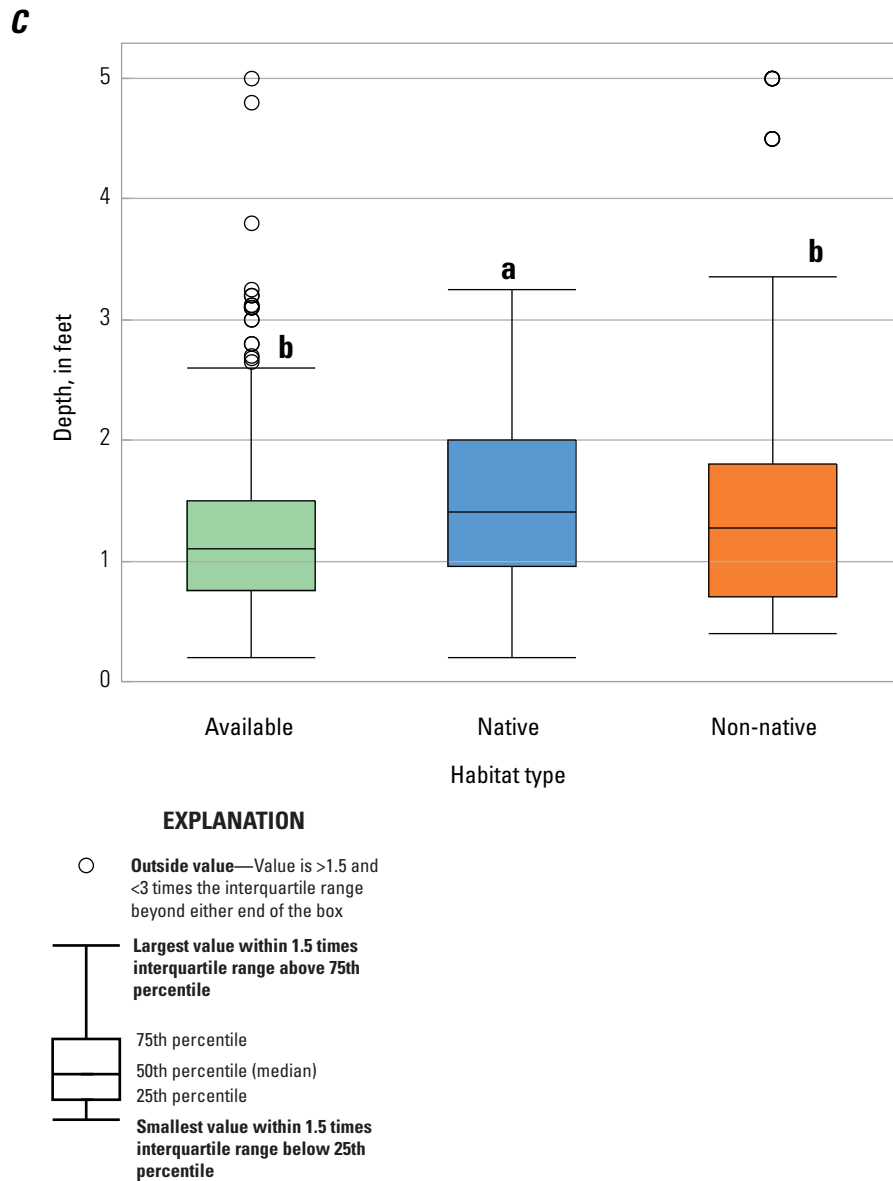 C
5
4
3
2
1
0
Depth, in feet
b
a
b
Available
Native
Non-native
Habitat type
EXPLANATION
Outside value—Value is >1.5 and
<3 times the interquartile range
beyond either end of the box
Largest value within 1.5 times
interquartile range above 75th
percentile
75th percentile
50th percentile (median)
25th percentile
Smallest value within 1.5 times
interquartile range below 25th
percentile